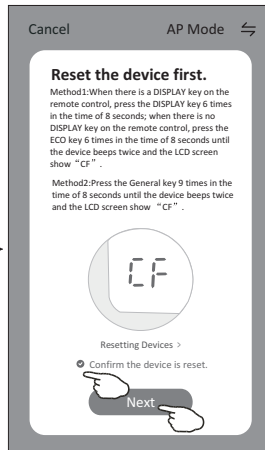 Cancel AP Mode
Reset the device first.
Method1:When there is a DISPLAY key on the
remote control, press the DISPLAY key 6 times
in the time of 8 seconds; when there is no
DISPLAY key on the remote control, press the
ECO key 6 times in the time of 8 seconds until
the device beeps twice and the LCD screen
show “CF”.
Method2:Press the General key 9 times in the
time of 8 seconds until the device beeps twice
and the LCD screen show “CF”.
CF
Resetting Devices >
Confirm the device is reset.
Next